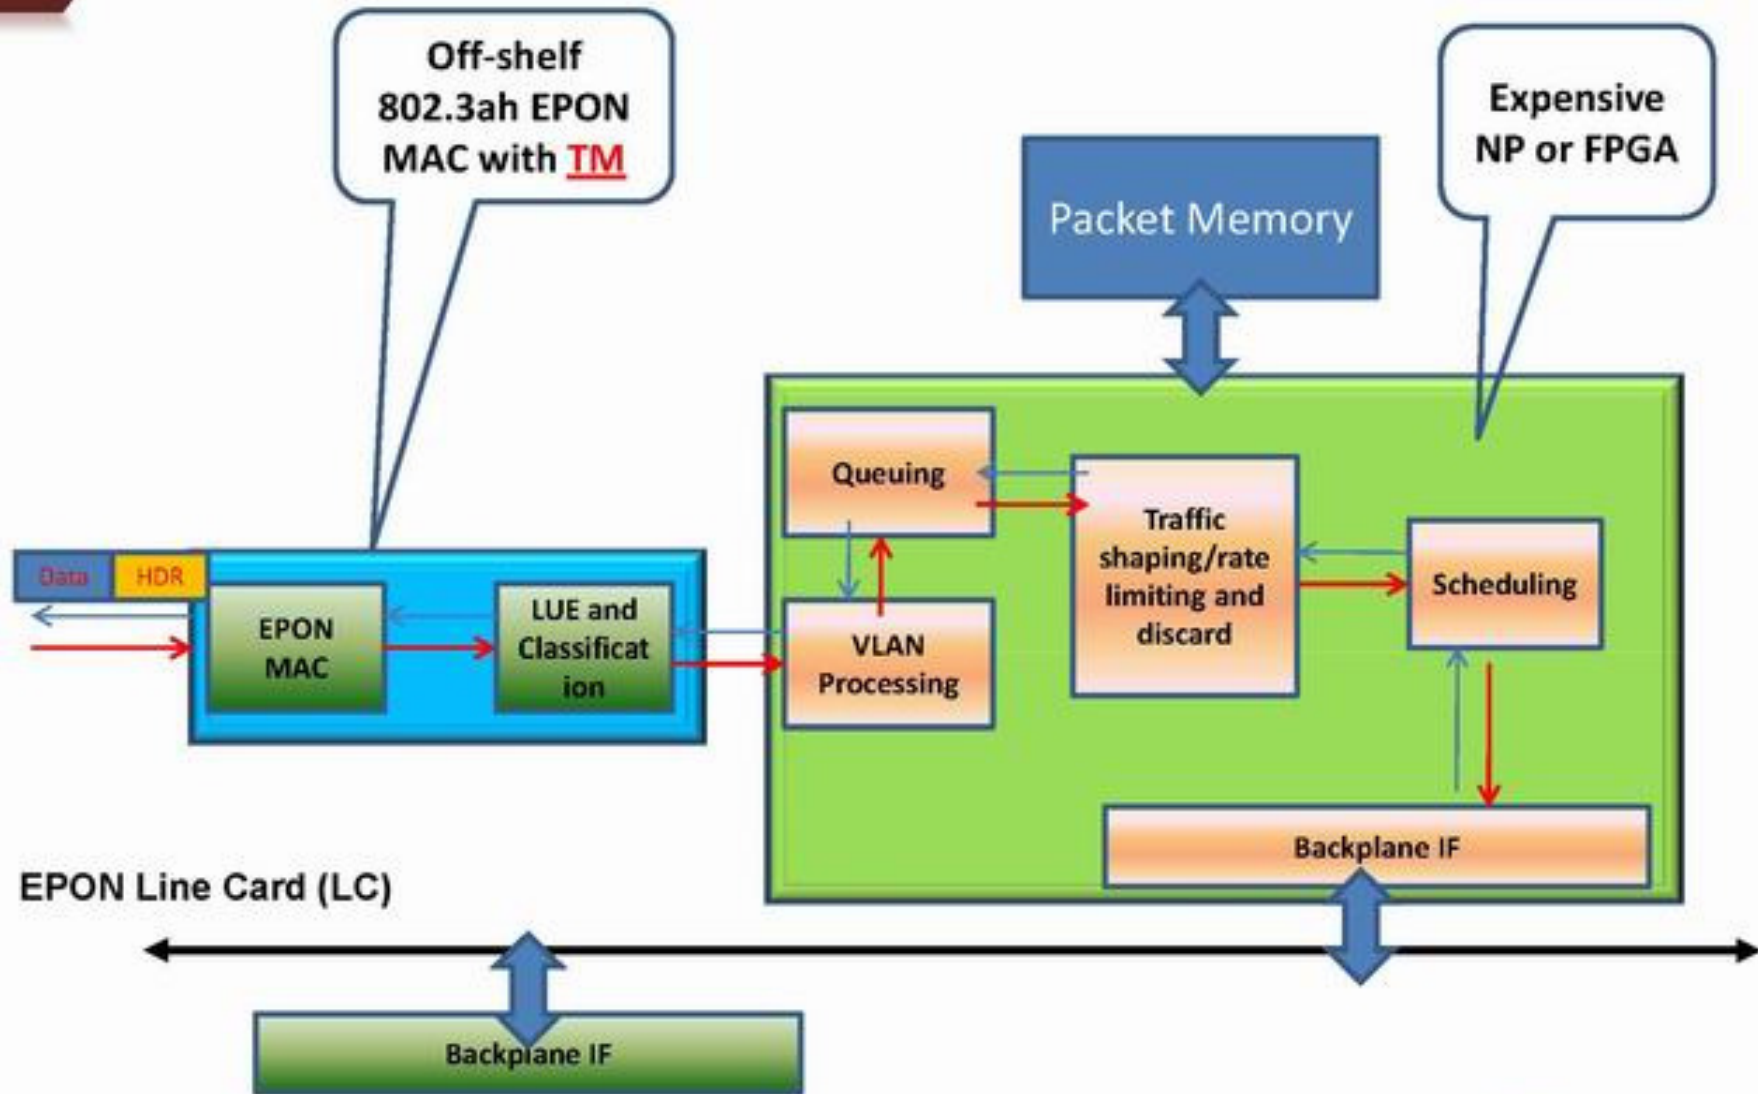 Off-shelf
802.3ah EPON
MAC with TM
Expensive
NP or FPGA
Packet Memory
Queuing
Traffic
shaping/rate
limiting and
discard
Scheduling
Data
HDR
EPON
MAC
LUE and
Classificat
ion
VLAN
Processing
Backplane IF
EPON Line Card (LC)
Backplane IF